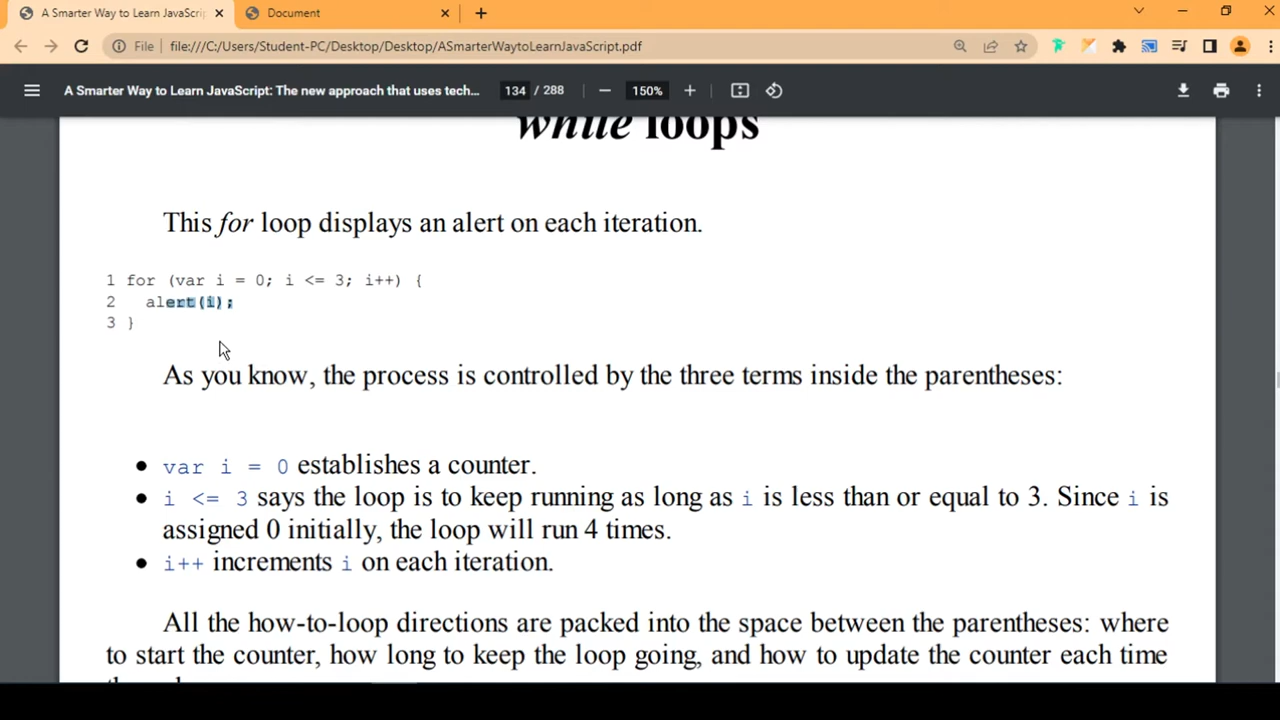 A Smarter Way to Learn JavaScri
Document
File file:///C:/Users/Student-PC/Desktop/Desktop/ASmarterWaytoLearnJavaScript.pdf
A Smarter Way to Learn JavaScript: The new approach that uses tech... 134 / 288 150%
while loops
This for loop displays an alert on each iteration.
1 for (var i = 0; i <= 3; i++) {
2 alert(i);
3 }
As you know, the process is controlled by the three terms inside the parentheses:
● var i = 0 establishes a counter.
● i <= 3 says the loop is to keep running as long as i is less than or equal to 3. Since i is
assigned 0 initially, the loop will run 4 times.
● i++ increments i on each iteration.
All the how-to-loop directions are packed into the space between the parentheses: where
to start the counter, how long to keep the loop going, and how to update the counter each time